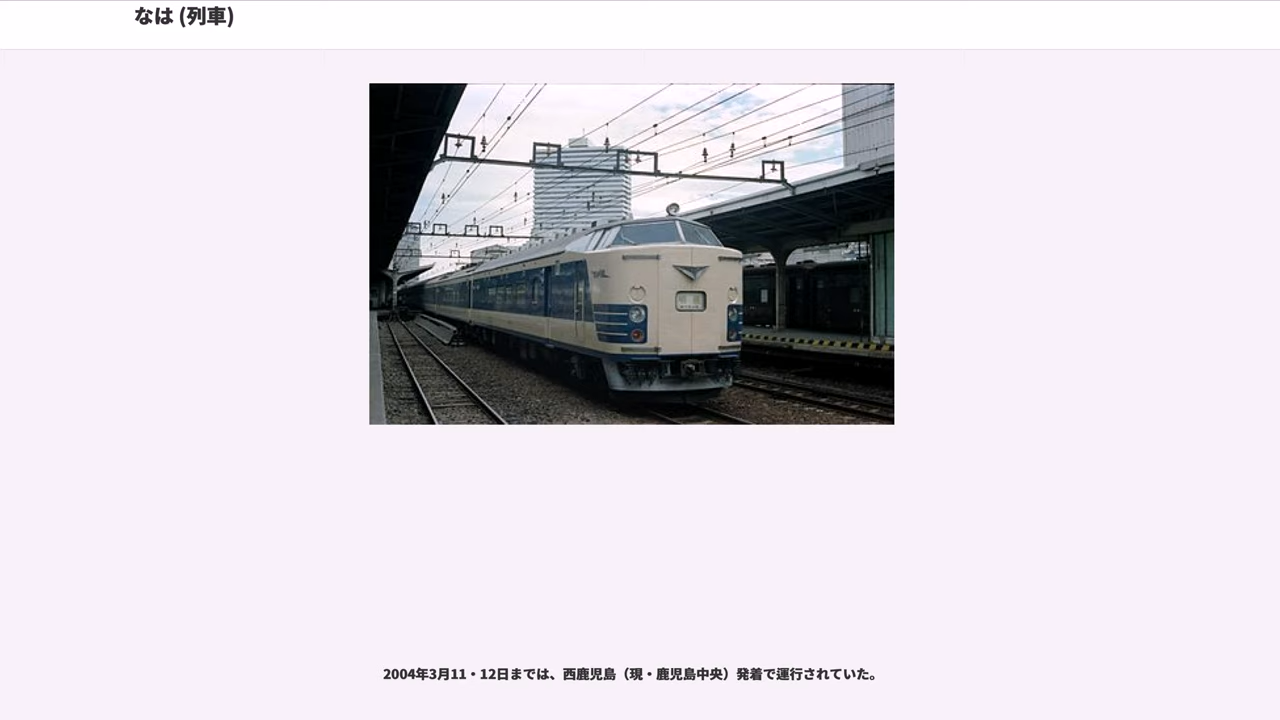 なは (列車)
2004年3月11・12日までは、西鹿児島（現・鹿児島中央）発着で運行されていた。